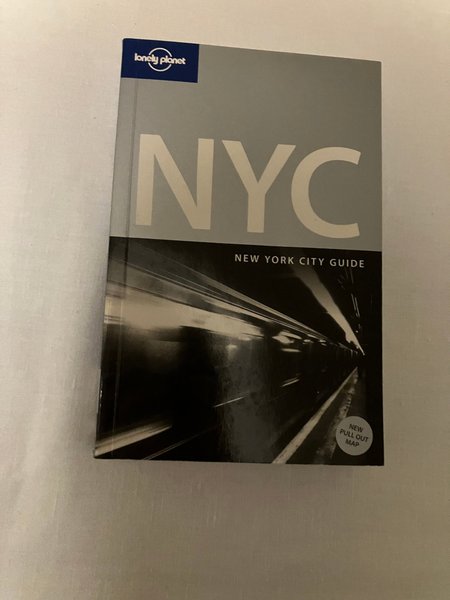 lonely planet
NYC
NEW YORK CITY GUIDE
NEW
PULL OUT
MAP